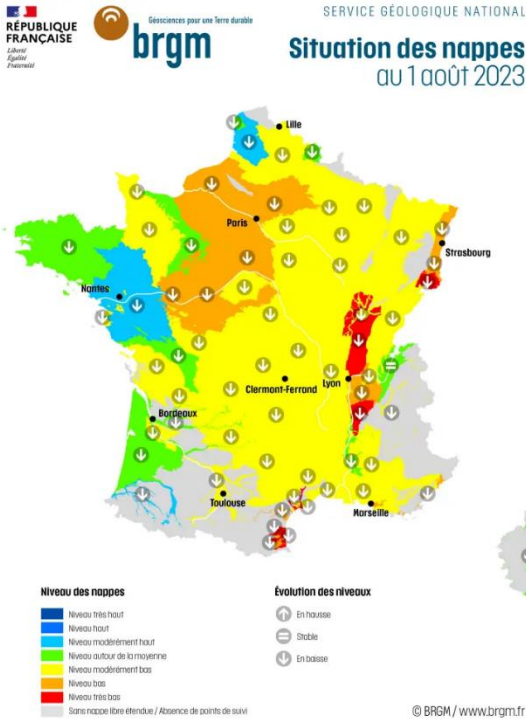 RÉPUBLIQUE
FRANÇAISE
Liberté
Égalité
Fraternité
Géosciences pour une Terre durable
brgm
SERVICE GÉOLOGIQUE NATIONAL
Situation des nappes
au 1 août 2023
Lille
Paris
Strasbourg
Nantes
Clermont-Ferrand
Lyon
Bordeaux
Toulouse
Marseille
Niveau des nappes
Niveau très haut
Niveau haut
Niveau modérément haut
Niveau autour de la moyenne
Niveau modérément bas
Niveau bas
Niveau très bas
Sans nappe libre étendue / Absence de points de suivi
Évolution des niveaux
En hausse
Stable
En baisse
© BRGM / www.brgm.fr